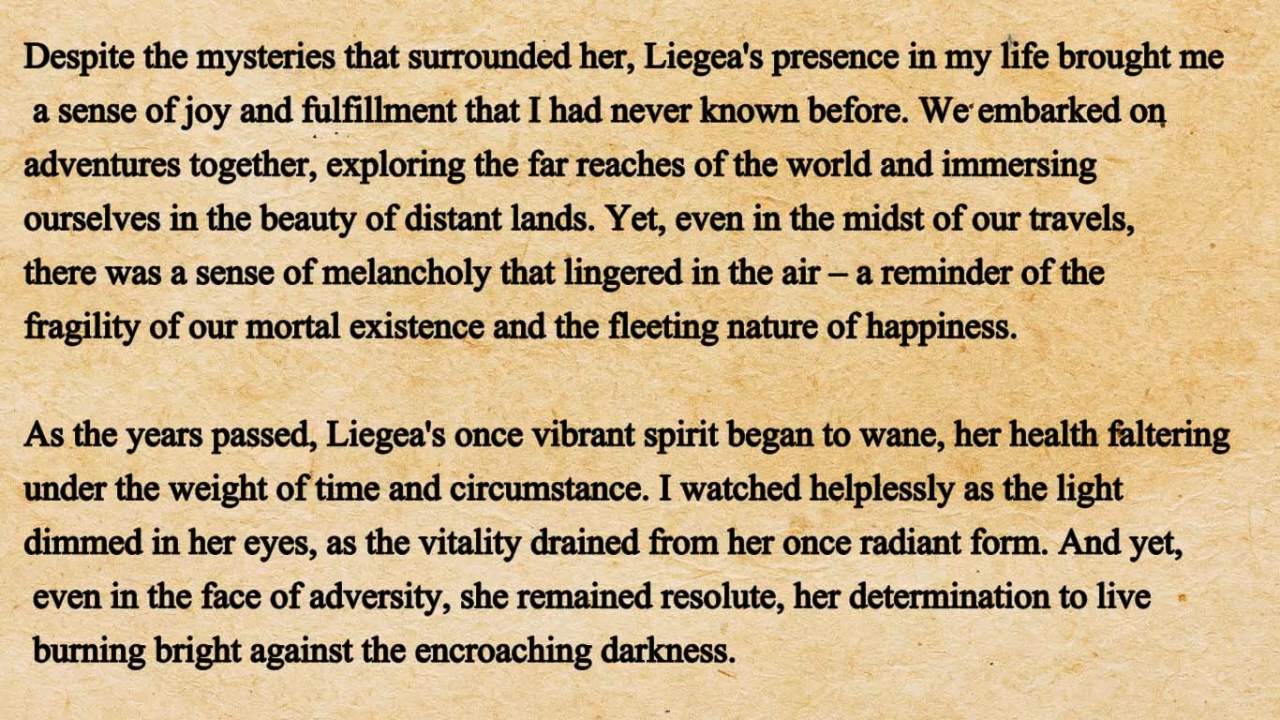 Despite the mysteries that surrounded her, Liegea's presence in my life brought me
a sense of joy and fulfillment that I had never known before. We embarked on
adventures together, exploring the far reaches of the world and immersing
ourselves in the beauty of distant lands. Yet, even in the midst of our travels,
there was a sense of melancholy that lingered in the air – a reminder of the
fragility of our mortal existence and the fleeting nature of happiness.
As the years passed, Liegea's once vibrant spirit began to wane, her health faltering
under the weight of time and circumstance. I watched helplessly as the light
dimmed in her eyes, as the vitality drained from her once radiant form. And yet,
even in the face of adversity, she remained resolute, her determination to live
burning bright against the encroaching darkness.